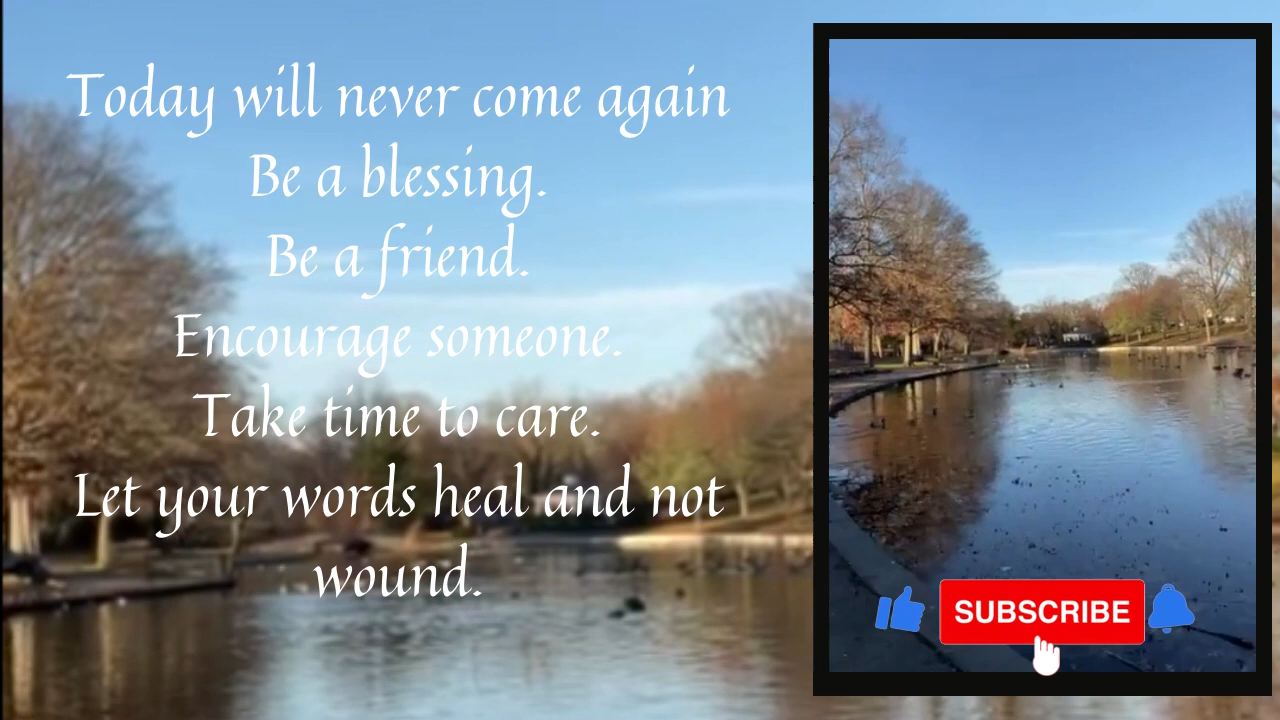 Today will never come again
Be a blessing.
Be a friend.
Encourage someone.
Take time to care.
Let your words heal and not
wound.
SUBSCRIBE